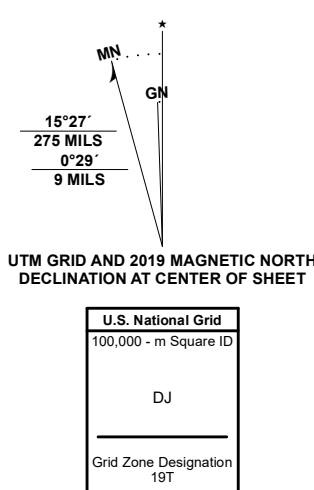 ★
MN
GN
15°27´
275 MILS
0°29´
9 MILS
UTM GRID AND 2019 MAGNETIC NORTH
DECLINATION AT CENTER OF SHEET
U.S. National Grid
100,000 - m Square ID
DJ
Grid Zone Designation
19T